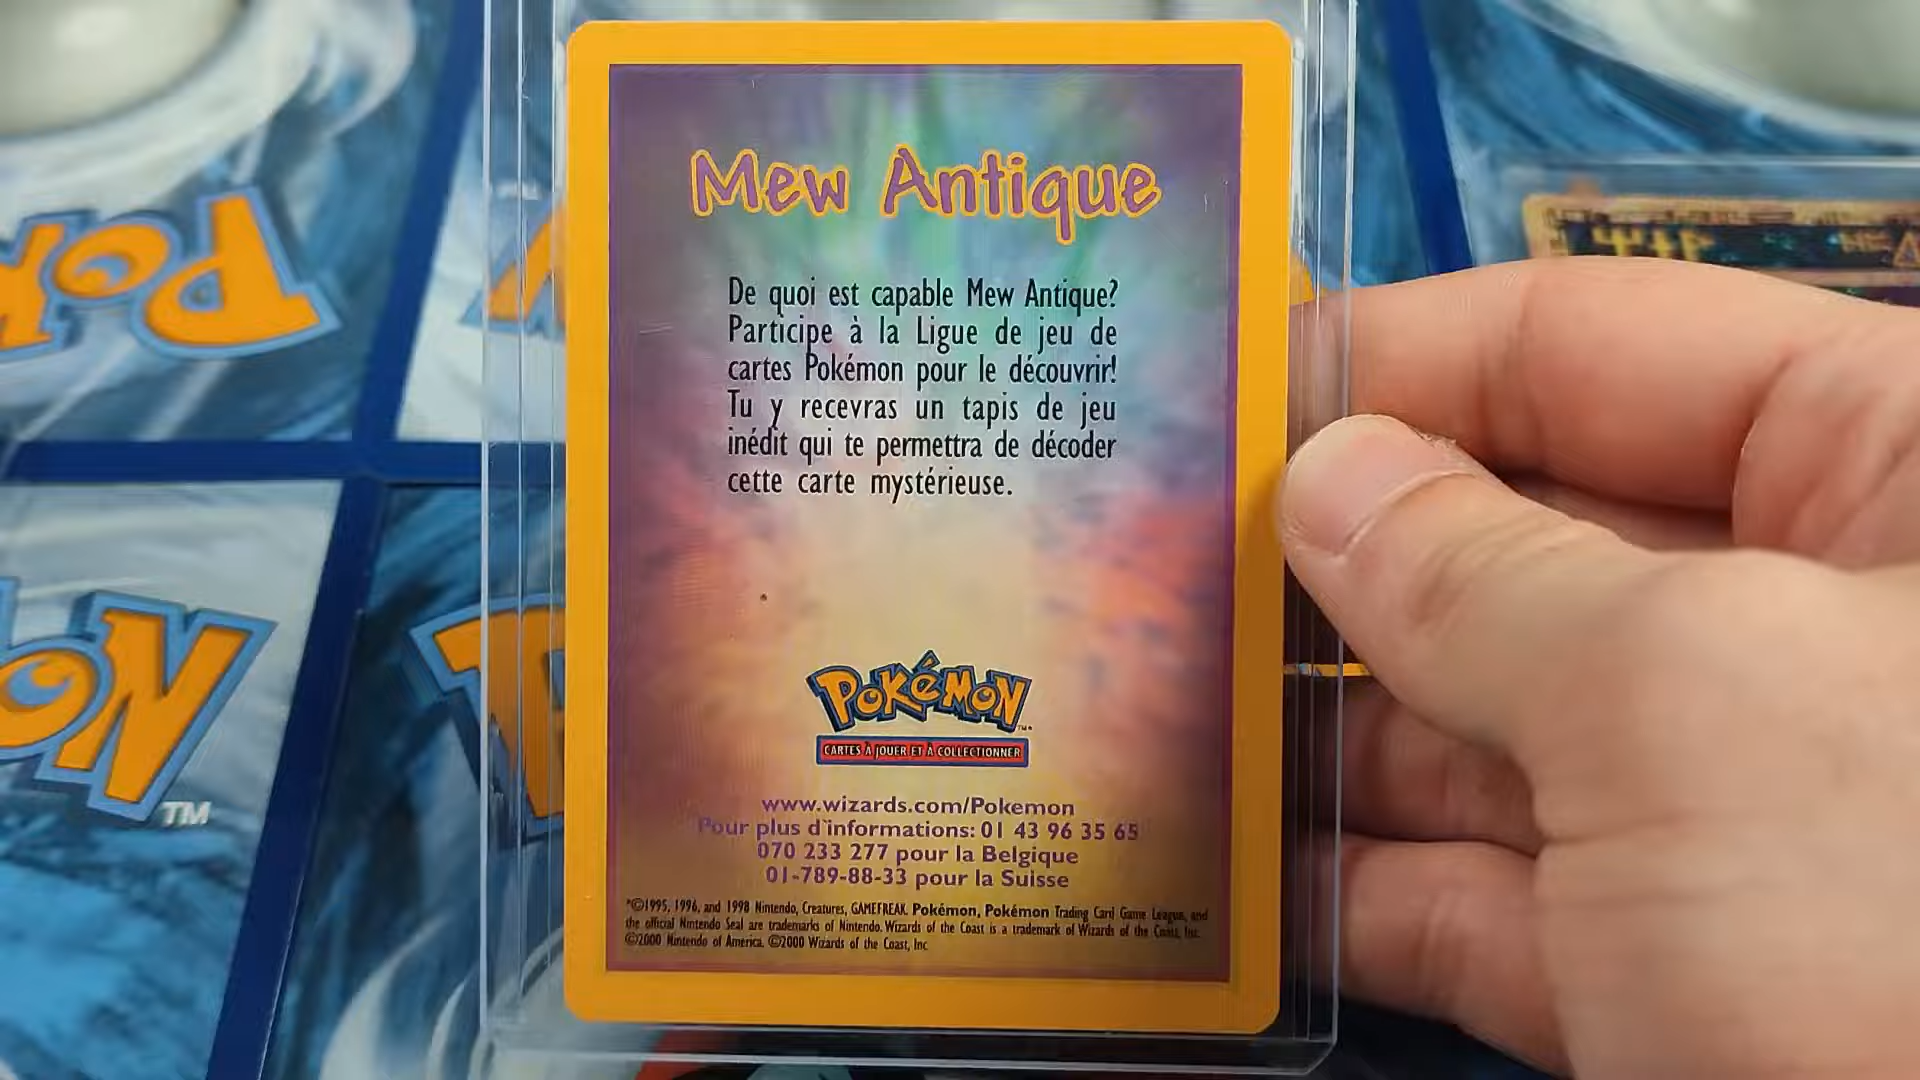 Mew Antique
De quoi est capable Mew Antique?
Participe à la Ligue de jeu de
cartes Pokémon pour le découvrir!
Tu y recevras un tapis de jeu
inédit qui te permettra de décoder
cette carte mystérieuse.
POKéMON
CARTES À JOUER ET À COLLECTIONNER
www.wizards.com/Pokemon
Pour plus d'informations: 01 43 96 35 65
070 233 277 pour la Belgique
01-789-88-33 pour la Suisse
*©1995, 1996, and 1998 Nintendo, Creatures, GAMEFREAK. Pokémon, Pokémon Trading Card Game League, and
the official Nintendo Seal are trademarks of Nintendo. Wizards of the Coast is a trademark of Wizards of the Coast, Inc.
©2000 Nintendo of America. ©2000 Wizards of the Coast, Inc
TM